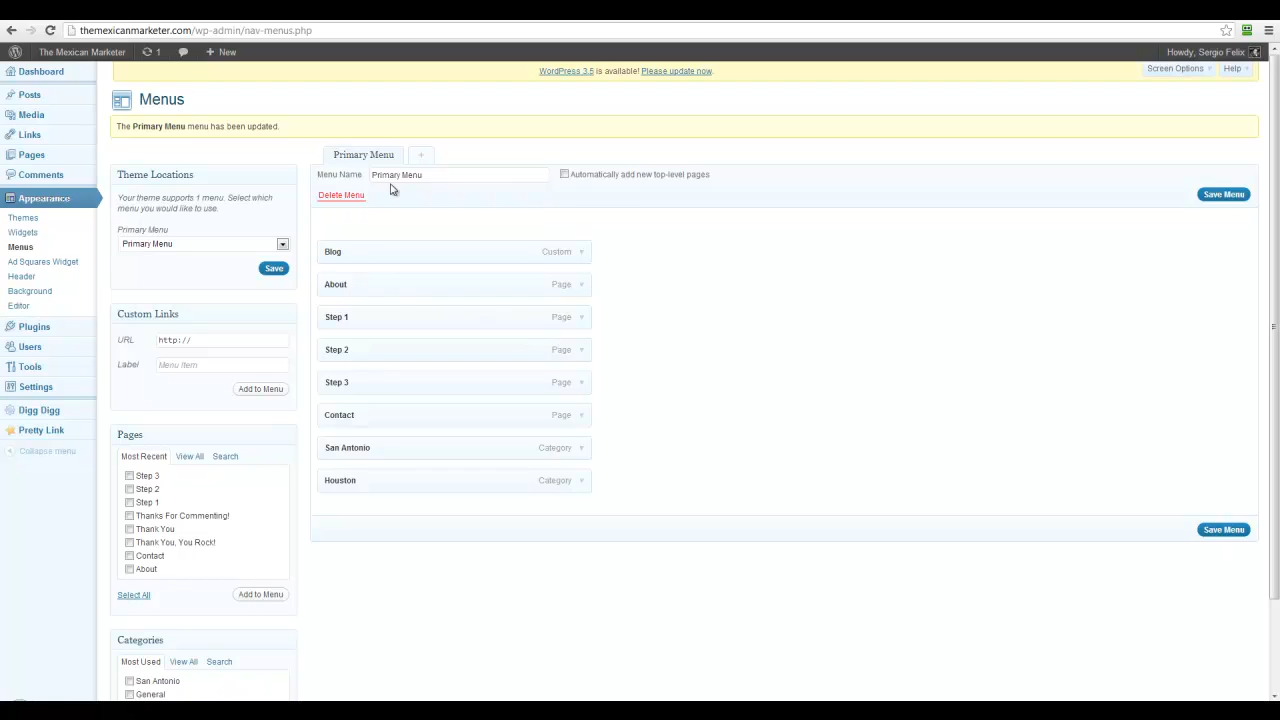 themexicanmarketer.com/wp-admin/nav-menus.php
The Mexican Marketer 1 + New Howdy, Sergio Felix
WordPress 3.5 is available! Please update now.
Screen Options Help
Dashboard
Posts
Media
Links
Pages
Comments
Appearance
Themes
Widgets
Menus
Ad Squares Widget
Header
Background
Editor
Plugins
Users
Tools
Settings
Digg Digg
Pretty Link
Collapse menu
Menus
The Primary Menu menu has been updated.
Theme Locations
Your theme supports 1 menu. Select which
menu you would like to use.
Primary Menu
Primary Menu
Save
Custom Links
URL http://
Label Menu Item
Add to Menu
Pages
Most Recent View All Search
Step 3
Step 2
Step 1
Thanks For Commenting!
Thank You
Thank You, You Rock!
Contact
About
Select All Add to Menu
Categories
Most Used View All Search
San Antonio
General
Primary Menu +
Menu Name Primary Menu Automatically add new top-level pages
Delete Menu Save Menu
Blog Custom
About Page
Step 1 Page
Step 2 Page
Step 3 Page
Contact Page
San Antonio Category
Houston Category
Save Menu